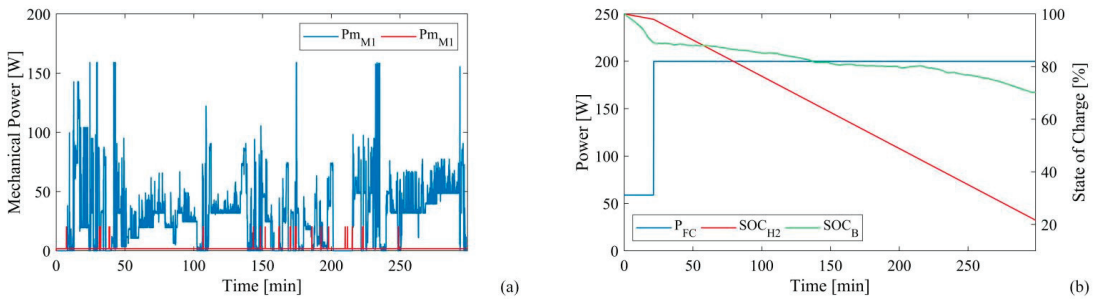 200
150
100
50
0
Mechanical Power [W]
Pm_M1 Pm_M1
0 50 100 150 200 250
Time [min]
(a)
250
200
150
200
50
0
Power [W]
P_FC SOC_H2 SOC_B
100
80
60
40
20
State of Charge [%]
0 50 100 150 200 250
Time [min]
(b)